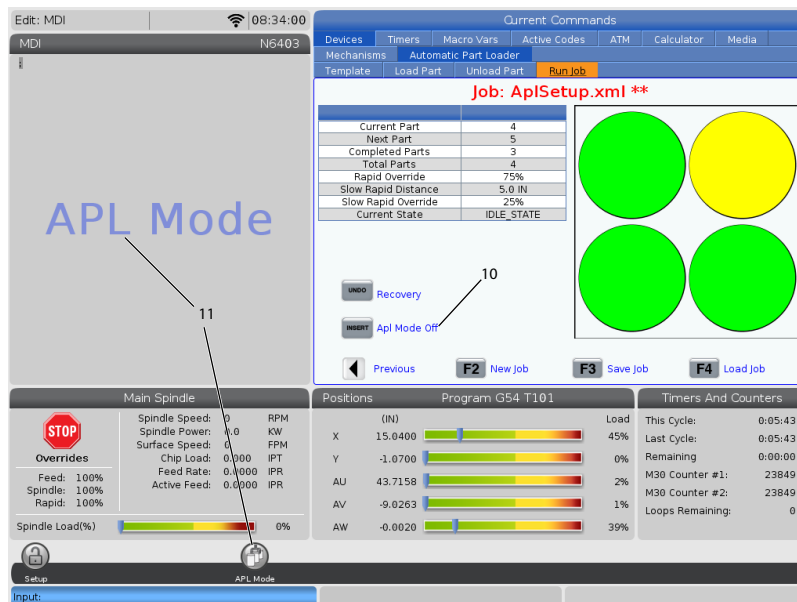 Edit: MDI
08:34:00
Current Commands
MDI
N6403
Devices
Timers
Macro Vars
Active Codes
ATM
Calculator
Media
Mechanisms
Automatic Part Loader
Template
Load Part
Unload Part
Run Job
Job: AplSetup.xml **
Current Part 4
Next Part 5
Completed Parts 3
Total Parts 4
Rapid Override 75%
Slow Rapid Distance 5.0 IN
Slow Rapid Override 25%
Current State IDLE_STATE
APL Mode
10
11
UNDO Recovery
INSERT Apl Mode Off
Previous
F2 New Job
F3 Save Job
F4 Load Job
Main Spindle
STOP
Overrides
Feed: 100%
Spindle: 100%
Rapid: 100%
Spindle Speed: 0 RPM
Spindle Power: 0.0 KW
Surface Speed: 0 FPM
Chip Load: 0.000 IPT
Feed Rate: 0.0000 IPR
Active Feed: 0.0000 IPR
Spindle Load(%) 0%
Positions
Program G54 T101
(IN)
Load
X 15.0400 45%
Y -1.0700 0%
AU 43.7158 2%
AV -9.0263 1%
AW -0.0020 39%
Timers And Counters
This Cycle: 0:05:43
Last Cycle: 0:05:43
Remaining 0:00:00
M30 Counter #1: 23849
M30 Counter #2: 23849
Loops Remaining: 0
Setup
APL Mode
Input: